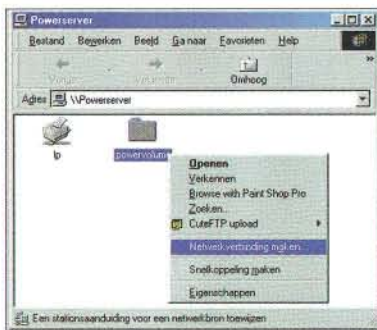 Powerserver
Bestand Bewerken Beeld Ga naar Favorieten Help
Omhoog
Adres \\Powerserver
lp powervolume
Openen
Verkennen
Browse with Paint Shop Pro
Zoeken...
CuteFTP upload
Netwerkverbinding maken...
Snelkoppeling maken
Eigenschappen
Een stationsaanduiding voor een netwerkbron toewijzen